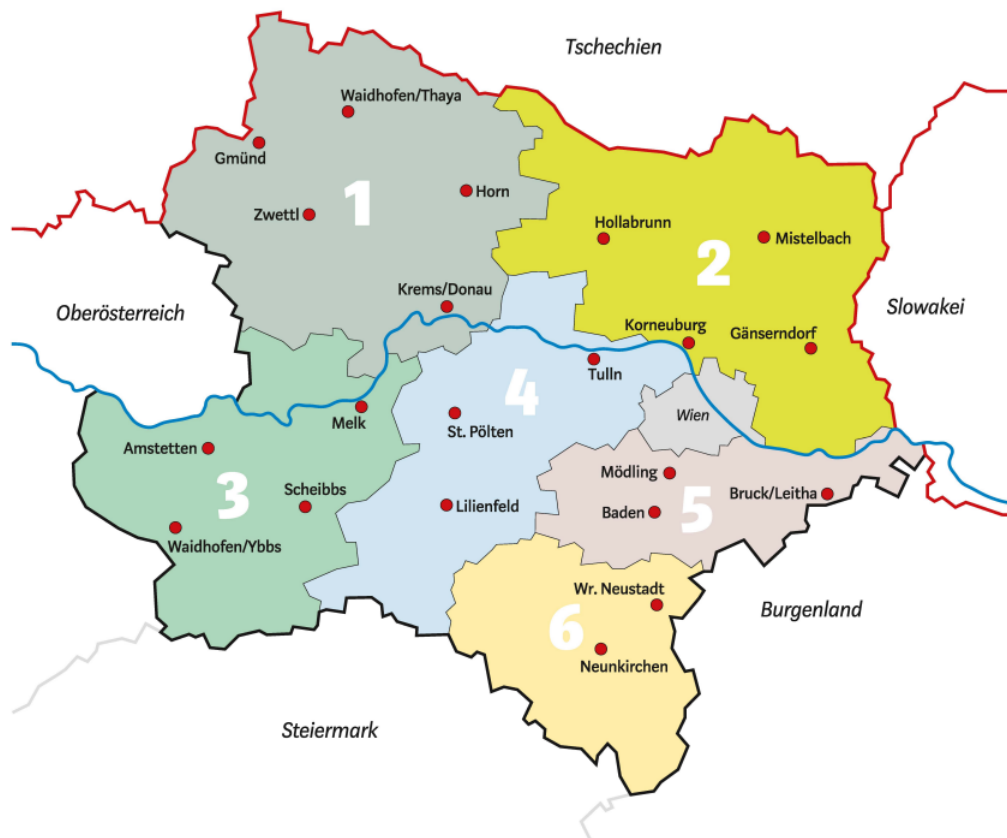 Tschechien
Waidhofen/Thaya
Gmünd
1
Horn
Zwettl
Hollabrunn
Mistelbach
2
Krems/Donau
Oberösterreich
Slowakei
Korneuburg
Gänserndorf
Tulln
4
Wien
Melk
St. Pölten
Amstetten
Mödling
3
Scheibbs
Lilienfeld
Baden
5
Bruck/Leitha
Waidhofen/Ybbs
Wr. Neustadt
Burgenland
6
Neunkirchen
Steiermark